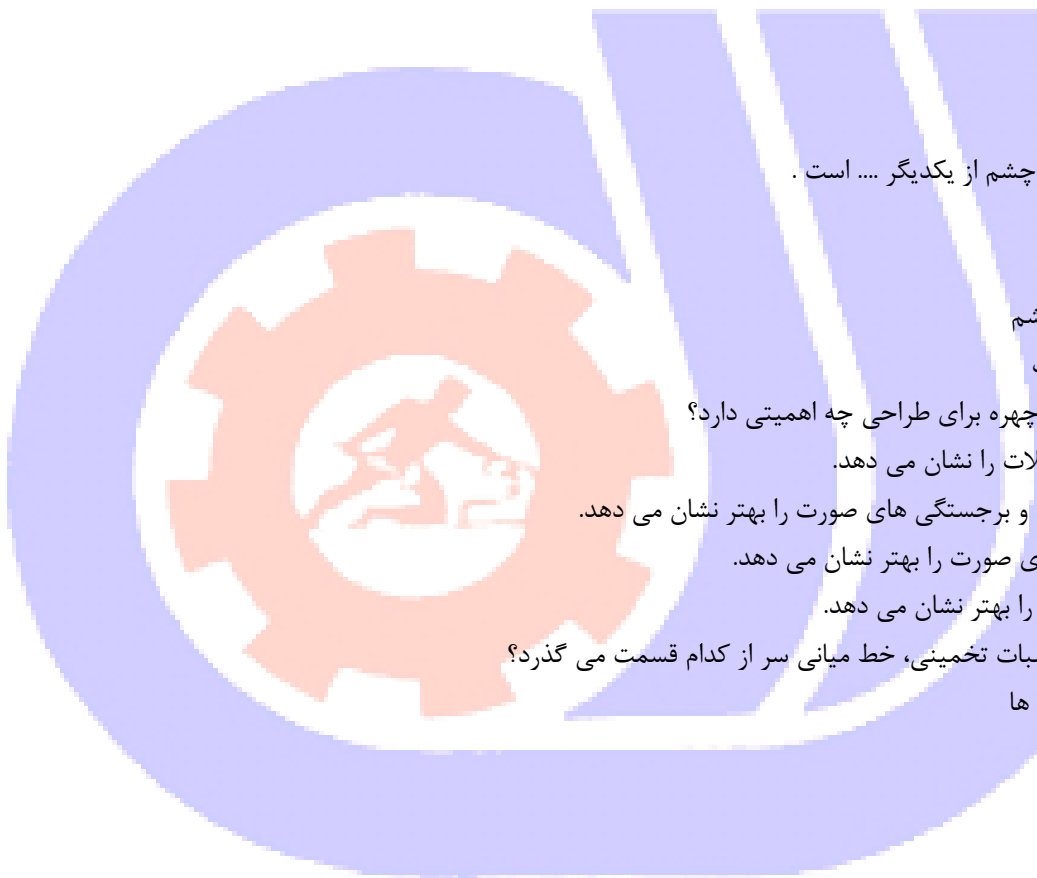 چشم از یکدیگر .... است .
شم
چهره برای طراحی چه اهمیتی دارد؟
لات را نشان می دهد.
و برجستگی های صورت را بهتر نشان می دهد.
ی صورت را بهتر نشان می دهد.
را بهتر نشان می دهد.
سبات تخمینی، خط میانی سر از کدام قسمت می گذرد؟
ها